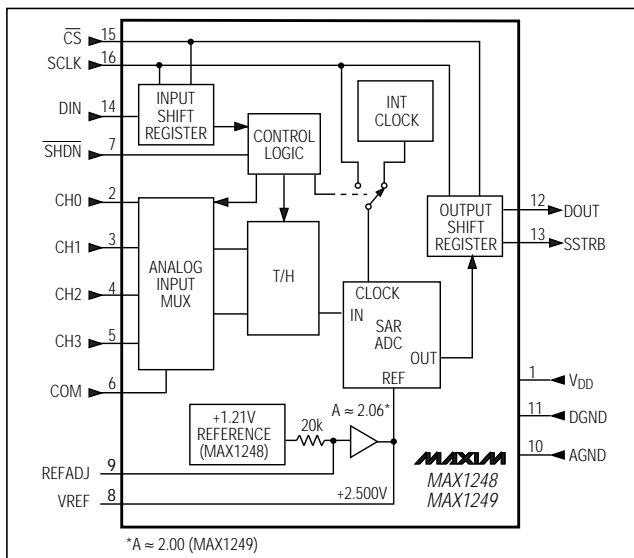 CS 15
SCLK 16
DIN 14
SHDN 7
CH0 2
CH1 3
CH2 4
CH3 5
COM 6
REFADJ 9
VREF 8
INPUT
SHIFT
REGISTER
CONTROL
LOGIC
INT
CLOCK
ANALOG
INPUT
MUX
T/H
CLOCK
IN
SAR
ADC
OUT
REF
OUTPUT
SHIFT
REGISTER
12 DOUT
13 SSTRB
1 VDD
11 DGND
10 AGND
+1.21V
REFERENCE
(MAX1248)
20k
A ≈ 2.06*
+2.500V
MAXIM
MAX1248
MAX1249
*A ≈ 2.00 (MAX1249)